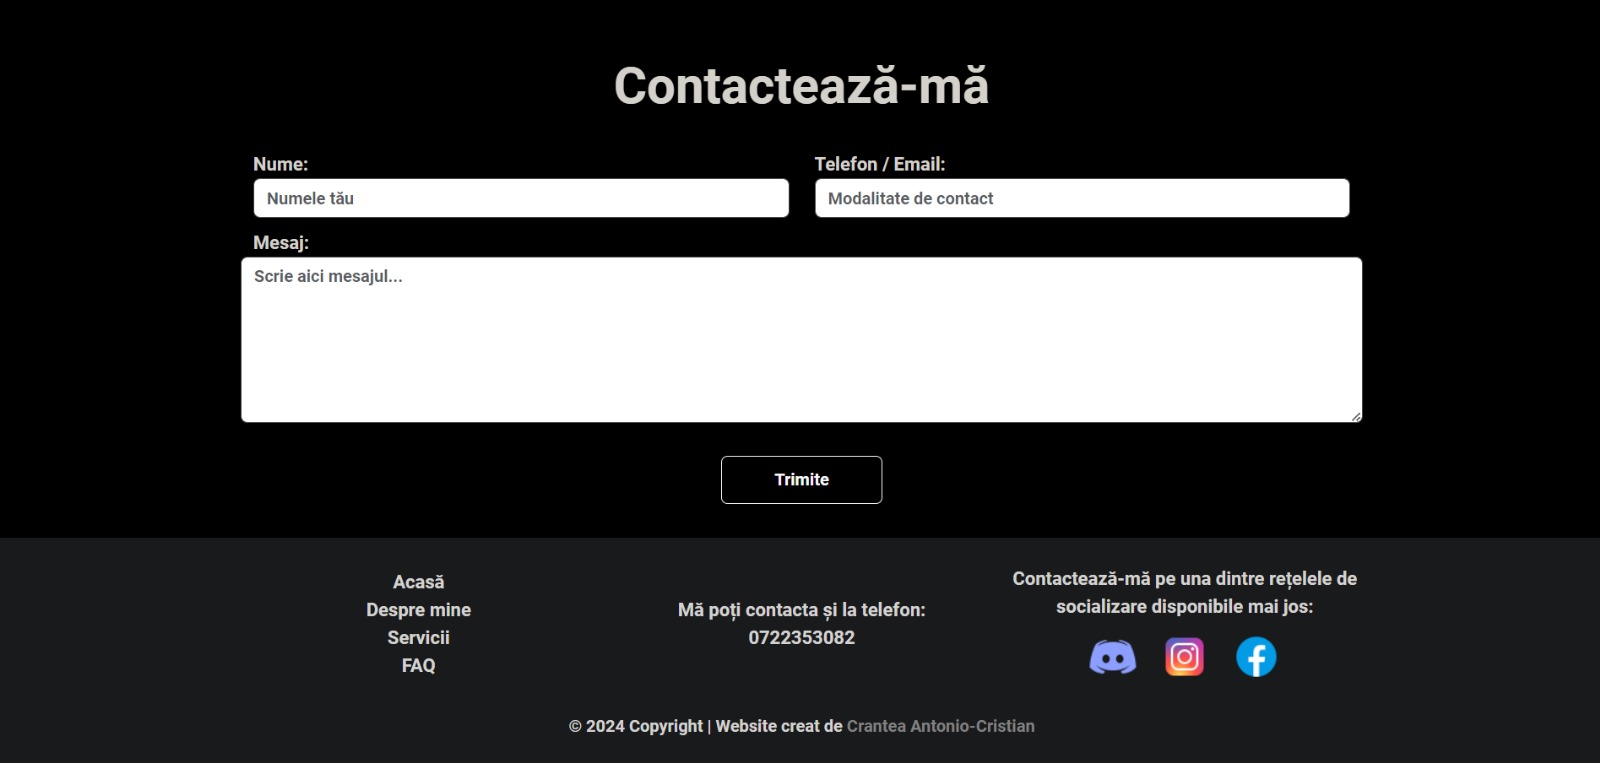 Contactează-mă
Nume:
Telefon / Email:
Numele tău
Modalitate de contact
Mesaj:
Scrie aici mesajul...
Trimite
Acasă
Despre mine
Servicii
FAQ
Mă poți contacta și la telefon:
0722353082
Contactează-mă pe una dintre rețelele de
socializare disponibile mai jos:
© 2024 Copyright | Website creat de Crantea Antonio-Cristian